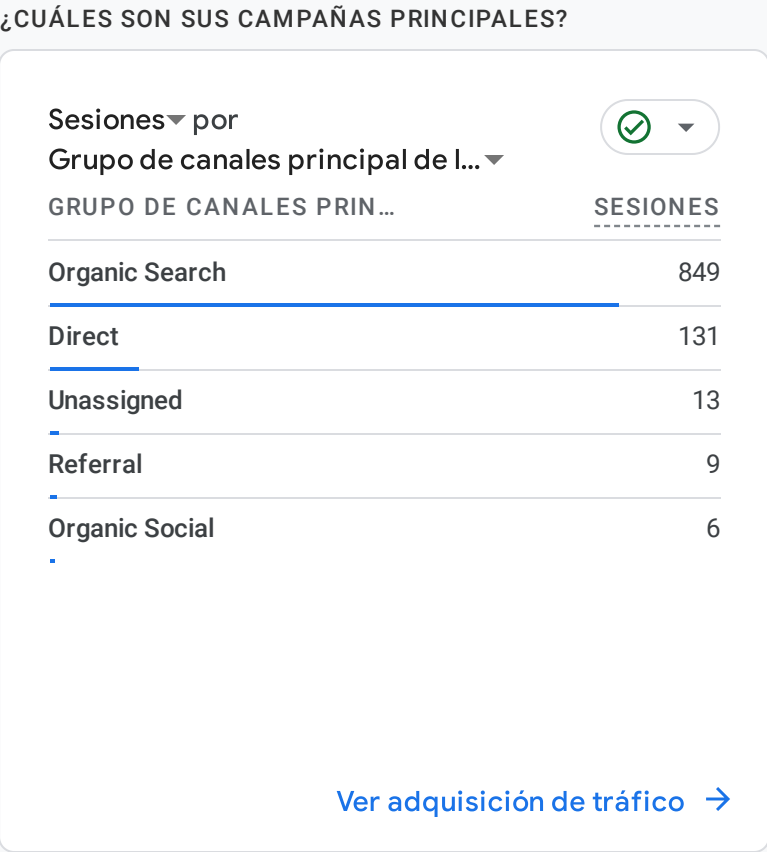 ¿CUÁLES SON SUS CAMPAÑAS PRINCIPALES?
Sesiones por
Grupo de canales principal de l...
GRUPO DE CANALES PRIN... SESIONES
Organic Search 849
Direct 131
Unassigned 13
Referral 9
Organic Social 6
Ver adquisición de tráfico